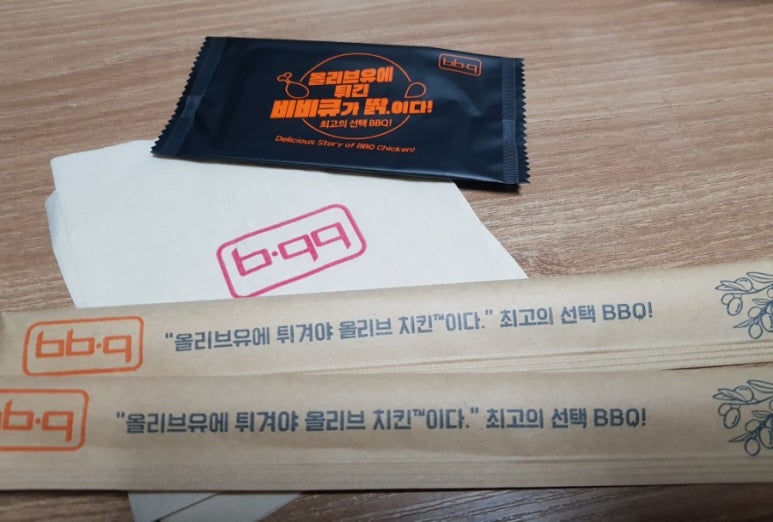 bb.q
올리브유에
튀긴
비비큐가 딹.이다!
최고의 선택 BBQ!
Delicious Story of BBQ Chicken!
bb.q
bb.q "올리브유에 튀겨야 올리브 치킨™이다." 최고의 선택 BBQ!
bb.q "올리브유에 튀겨야 올리브 치킨™이다." 최고의 선택 BBQ!